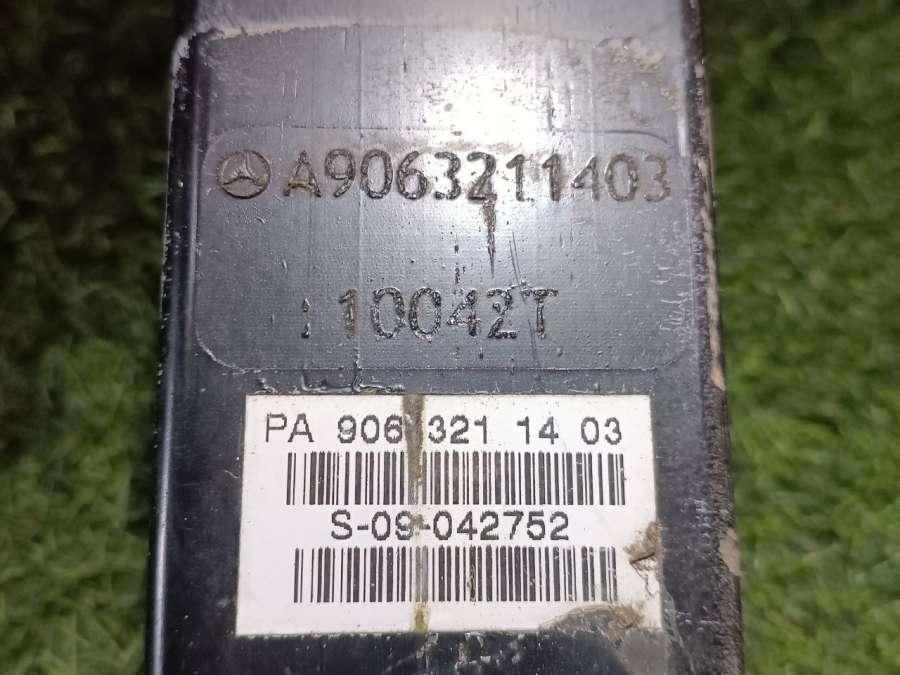 A9063211403
: 10042T
PA 906 321 14 03
S-09-042752